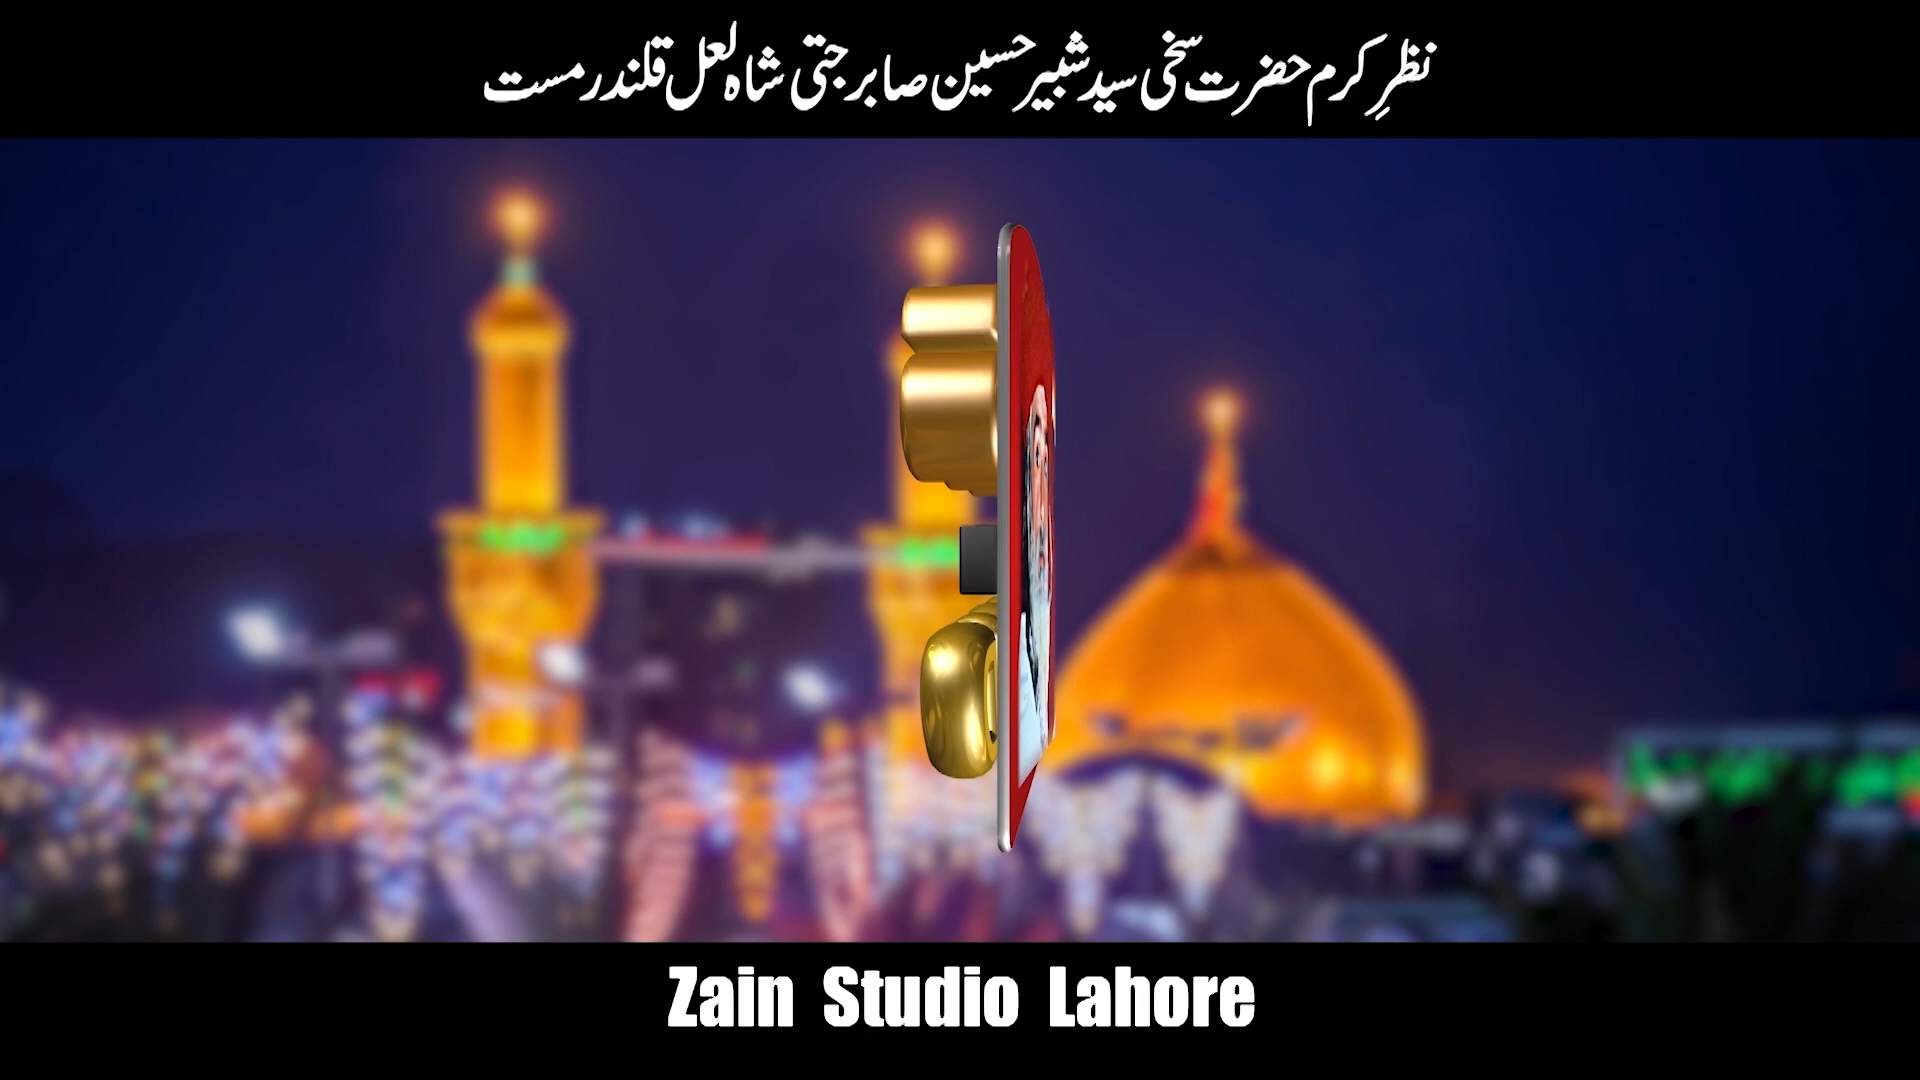 نظرِ کرم حضرت سخی سید شبیر حسین صابر جتی شاہ لعل قلندر مست
Zain Studio Lahore